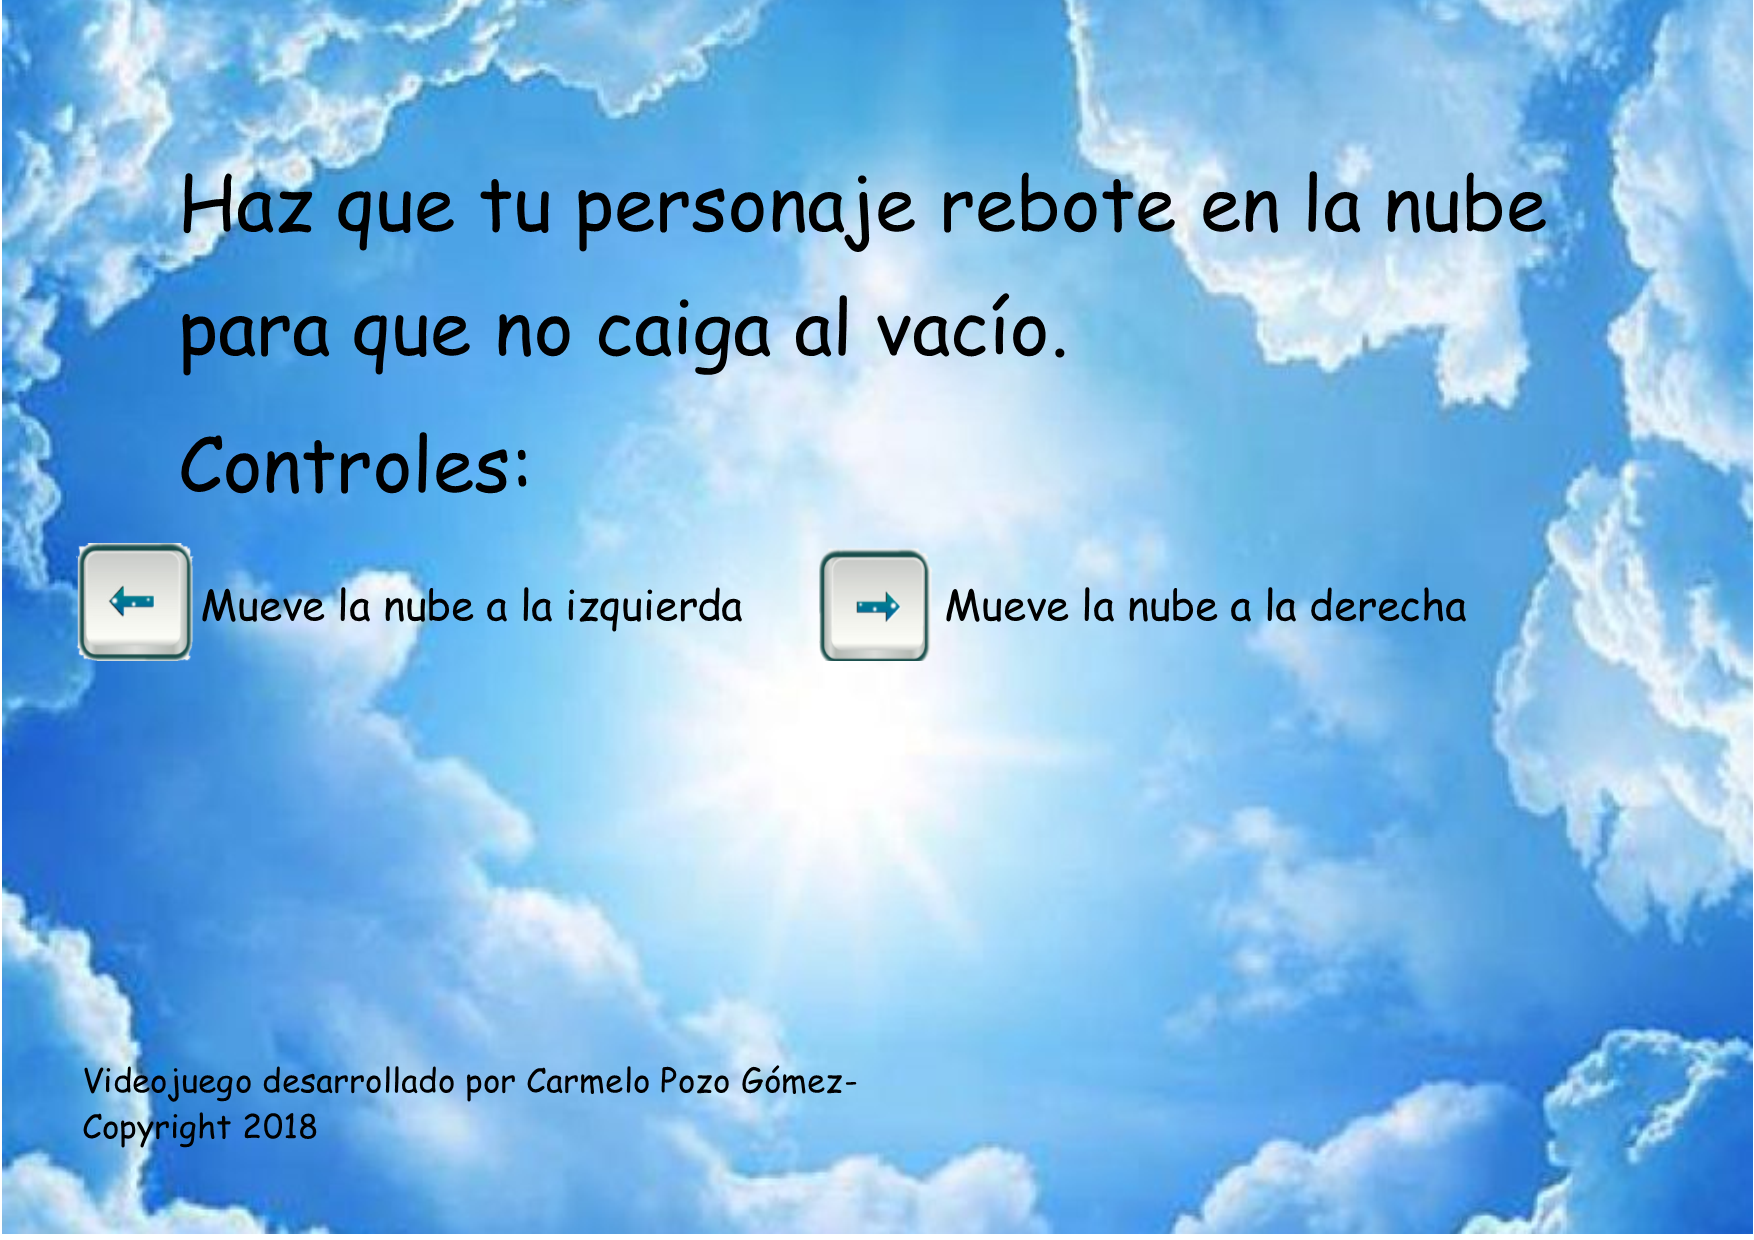 Haz que tu personaje rebote en la nube
para que no caiga al vacío.
Controles:
Mueve la nube a la izquierda
Mueve la nube a la derecha
Videojuego desarrollado por Carmelo Pozo Gómez-
Copyright 2018